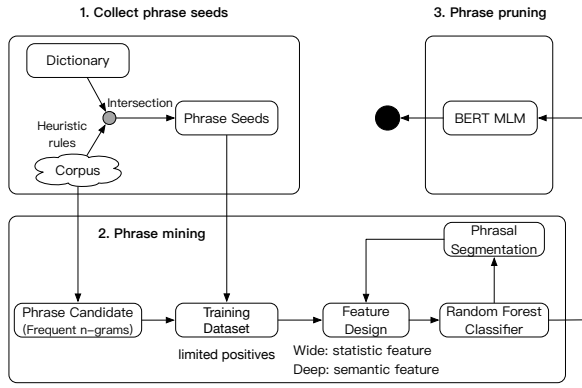 1. Collect phrase seeds
3. Phrase pruning
Dictionary
Intersection
Heuristic
rules
Phrase Seeds
Corpus
BERT MLM
2. Phrase mining
Phrasal
Segmentation
Phrase Candidate
(Frequent n-grams)
Training
Dataset
Feature
Design
Random Forest
Classifier
limited positives
Wide: statistic feature
Deep: semantic feature